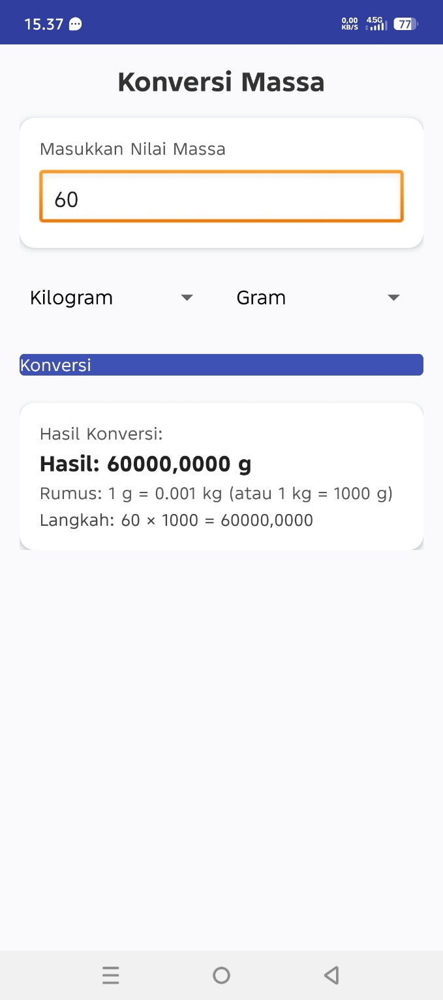 15.37
0,00 KB/S 4.5G 77
Konversi Massa
Masukkan Nilai Massa
60
Kilogram Gram
Konversi
Hasil Konversi:
Hasil: 60000,0000 g
Rumus: 1 g = 0.001 kg (atau 1 kg = 1000 g)
Langkah: 60 × 1000 = 60000,0000